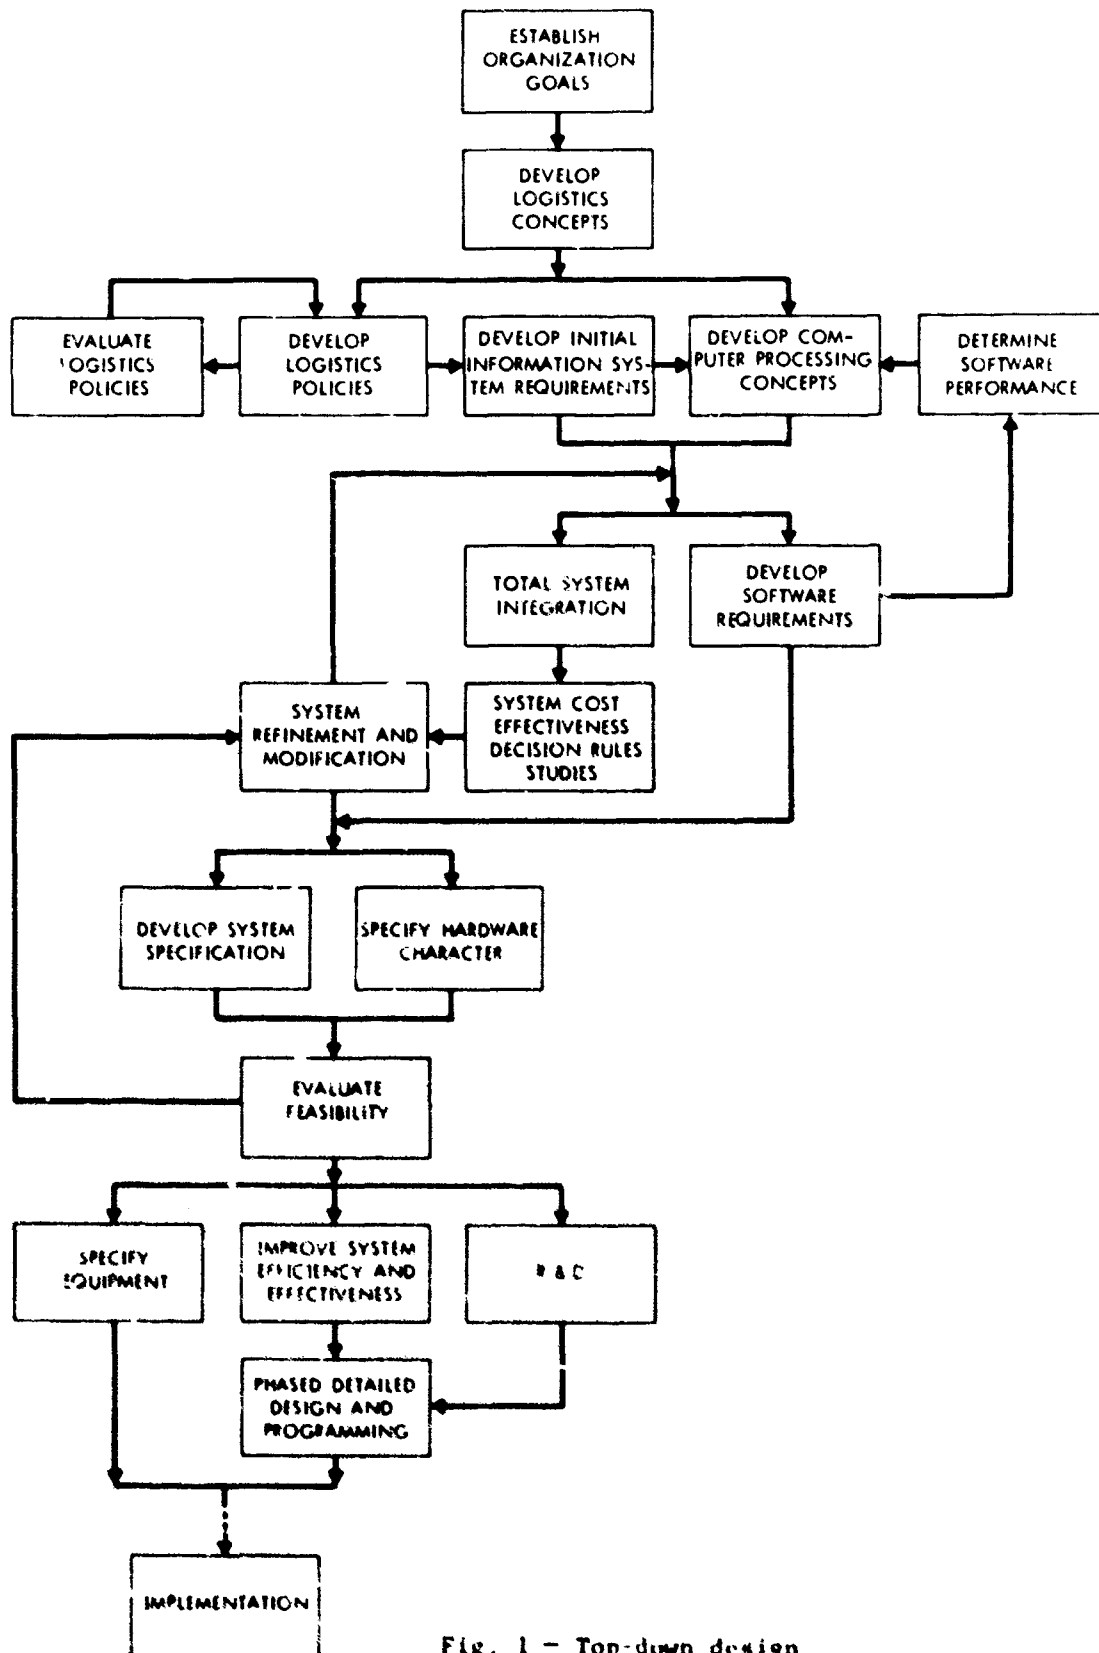 ESTABLISH
ORGANIZATION
GOALS
DEVELOP
LOGISTICS
CONCEPTS
EVALUATE
LOGISTICS
POLICIES
DEVELOP
LOGISTICS
POLICIES
DEVELOP INITIAL
INFORMATION SYS-
TEM REQUIREMENTS
DEVELOP COM-
PUTER PROCESSING
CONCEPTS
DETERMINE
SOFTWARE
PERFORMANCE
TOTAL SYSTEM
INTEGRATION
DEVELOP
SOFTWARE
REQUIREMENTS
SYSTEM
REFINEMENT AND
MODIFICATION
SYSTEM COST
EFFECTIVENESS
DECISION RULES
STUDIES
DEVELOP SYSTEM
SPECIFICATION
SPECIFY HARDWARE
CHARACTER
EVALUATE
FEASIBILITY
SPECIFY
EQUIPMENT
IMPROVE SYSTEM
EFFICIENCY AND
EFFECTIVENESS
PHASED DETAILED
DESIGN AND
PROGRAMMING
IMPLEMENTATION
Fig. 1 — Top-down design